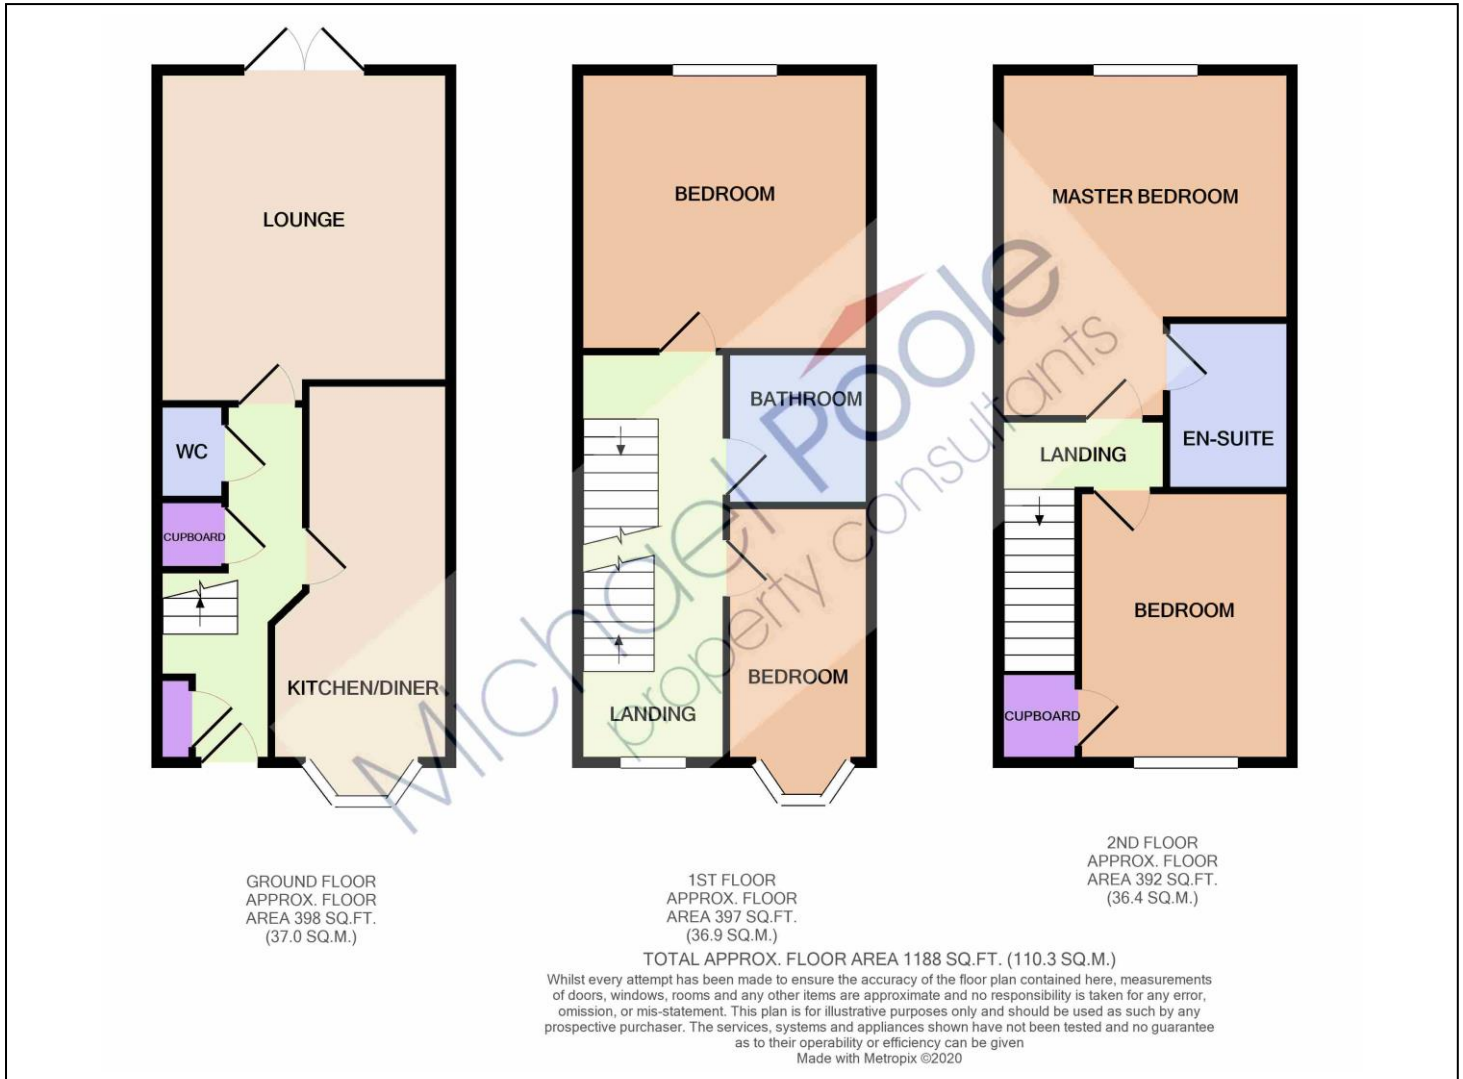 LOUNGE
WC
CUPBOARD
KITCHEN/DINER
BEDROOM
BATHROOM
BEDROOM
LANDING
MASTER BEDROOM
EN-SUITE
LANDING
BEDROOM
CUPBOARD
Michael Poole
property consultants
GROUND FLOOR
APPROX. FLOOR
AREA 398 SQ.FT.
(37.0 SQ.M.)
1ST FLOOR
APPROX. FLOOR
AREA 397 SQ.FT.
(36.9 SQ.M.)
2ND FLOOR
APPROX. FLOOR
AREA 392 SQ.FT.
(36.4 SQ.M.)
TOTAL APPROX. FLOOR AREA 1188 SQ.FT. (110.3 SQ.M.)
Whilst every attempt has been made to ensure the accuracy of the floor plan contained here, measurements
of doors, windows, rooms and any other items are approximate and no responsibility is taken for any error,
omission, or mis-statement. This plan is for illustrative purposes only and should be used as such by any
prospective purchaser. The services, systems and appliances shown have not been tested and no guarantee
as to their operability or efficiency can be given
Made with Metropix ©2020